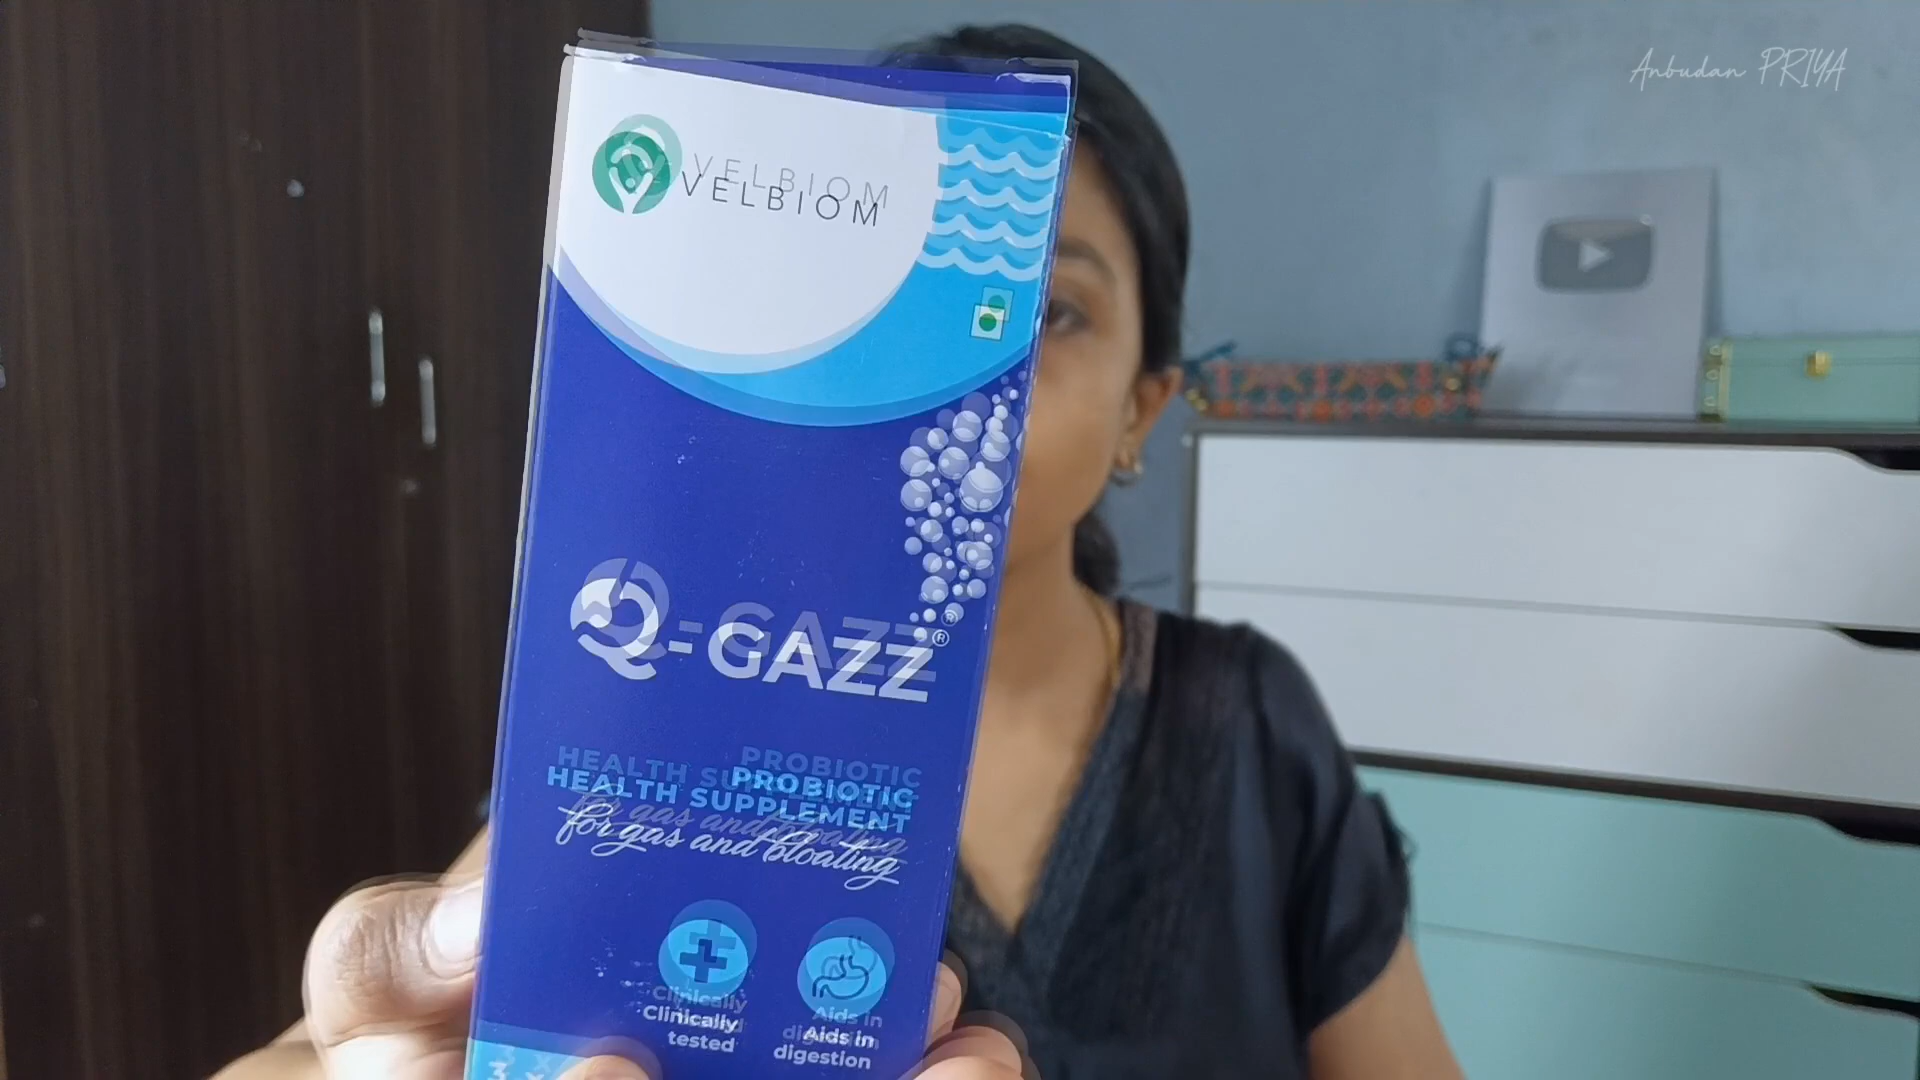 Anbudan PRIYA
VELBIOM
Q-GAZZ®
PROBIOTIC
HEALTH SUPPLEMENT
for gas and bloating
Clinically
tested
Aids in
digestion